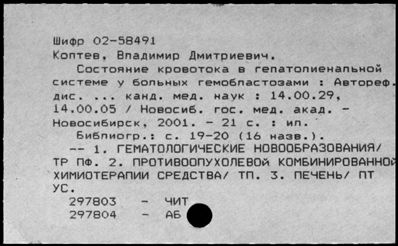 Шифр 02-58491
Коптев, Владимир Дмитриевич.
Состояние кровотока в гепатолиенальной
системе у больных гемобластозами : Автореф.
дис. ... канд. мед. наук : 14.00.29,
14.00.05 / Новосиб. гос. мед. акад. -
Новосибирск, 2001. - 21 с. : ил.
Библиогр.: с. 19-20 (16 назв.).
-- 1. ГЕМАТОЛОГИЧЕСКИЕ НОВООБРАЗОВАНИЯ/
ТР ПФ. 2. ПРОТИВООПУХОЛЕВОЙ КОМБИНИРОВАННОЙ
ХИМИОТЕРАПИИ СРЕДСТВА/ ТП. 3. ПЕЧЕНЬ/ ПТ
УС.
297803 - ЧИТ
297804 - АБ